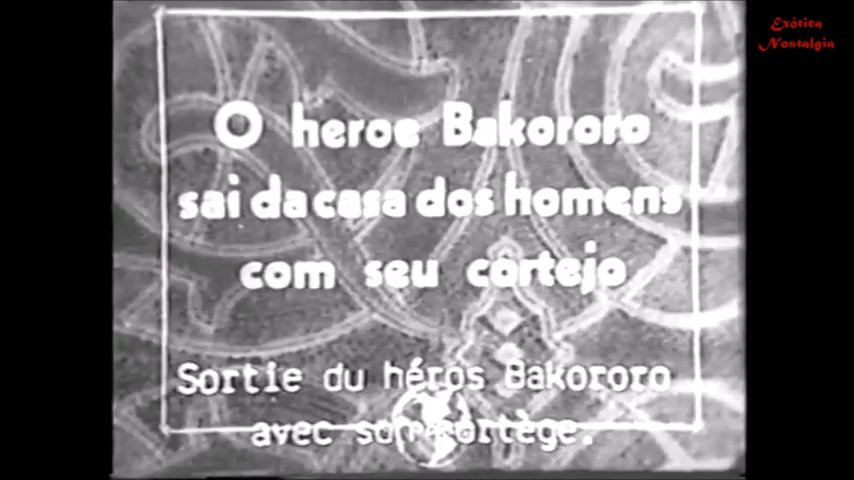 Exótica
Nostalgia
O heroe Bakororo
sai da casa dos homens
com seu cortejo
Sortie du héros Bakororo
avec son cortège.